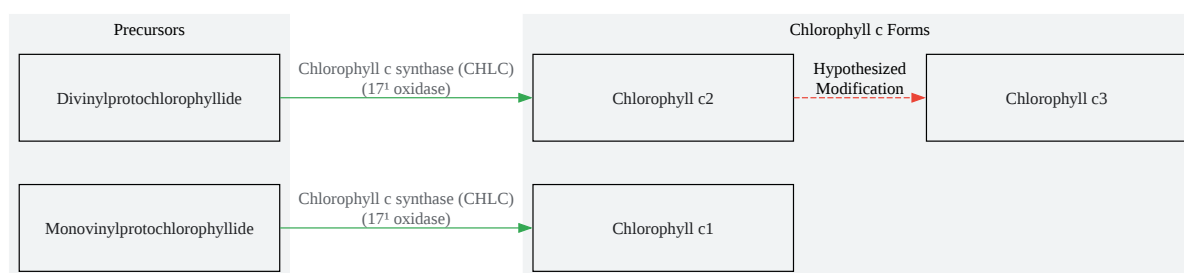 Precursors
Chlorophyll c Forms
Divinylprotochlorophyllide
Chlorophyll c synthase (CHLC)
(17¹ oxidase)
Chlorophyll c2
Hypothesized
Modification
Chlorophyll c3
Monovinylprotochlorophyllide
Chlorophyll c synthase (CHLC)
(17¹ oxidase)
Chlorophyll c1